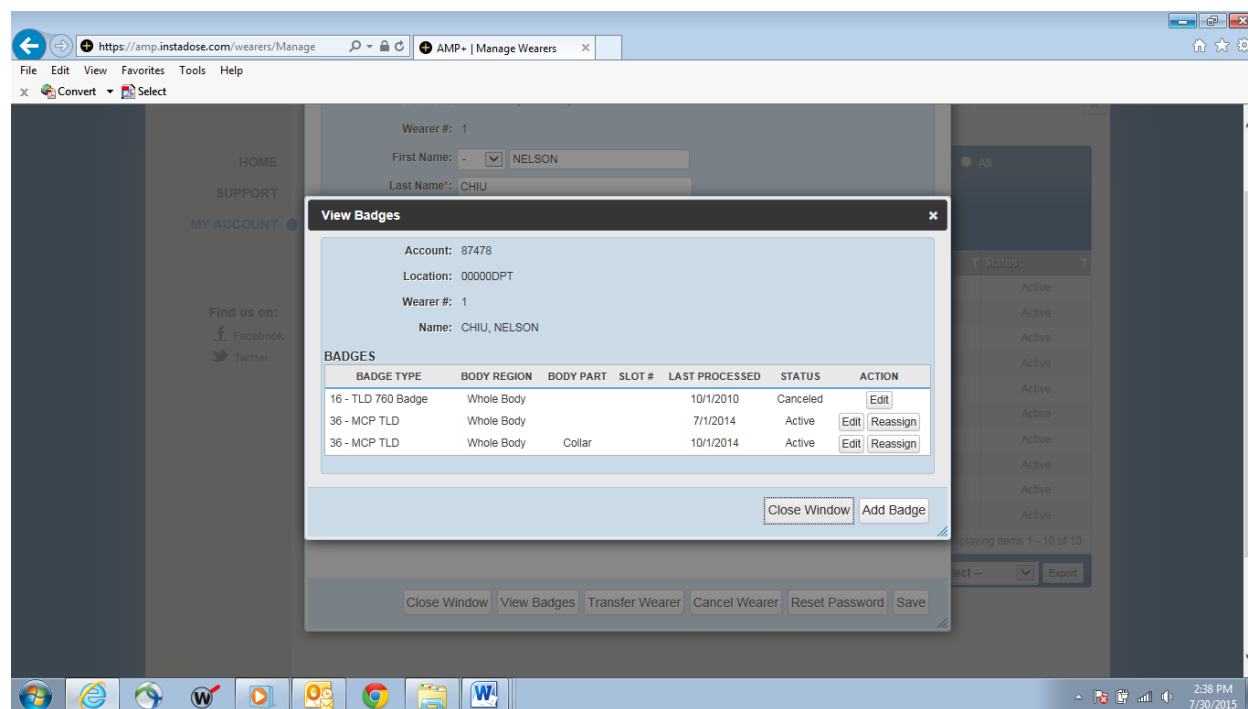 https://amp.instadose.com/wearers/Manage AMP+ | Manage Wearers
File Edit View Favorites Tools Help
x Convert Select
Wearer #: 1
HOME First Name: - NELSON All
SUPPORT Last Name*: CHIU
MY ACCOUNT View Badges
Account: 87478
Location: 00000DPT Status
Wearer #: 1 Active
Find us on: Active
Name: CHIU, NELSON
Facebook Active
Twitter
BADGES Active
BADGE TYPE BODY REGION BODY PART SLOT # LAST PROCESSED STATUS ACTION
16 - TLD 760 Badge Whole Body 10/1/2010 Canceled Edit
Active
36 - MCP TLD Whole Body 7/1/2014 Active Edit Reassign
Active
36 - MCP TLD Whole Body Collar 10/1/2014 Active Edit Reassign
Active
Active
Active
Close Window Add Badge
Active
items 1 - 10 of 10
Export
Close Window View Badges Transfer Wearer Cancel Wearer Reset Password Save
W W
2:38 PM
7/30/2015